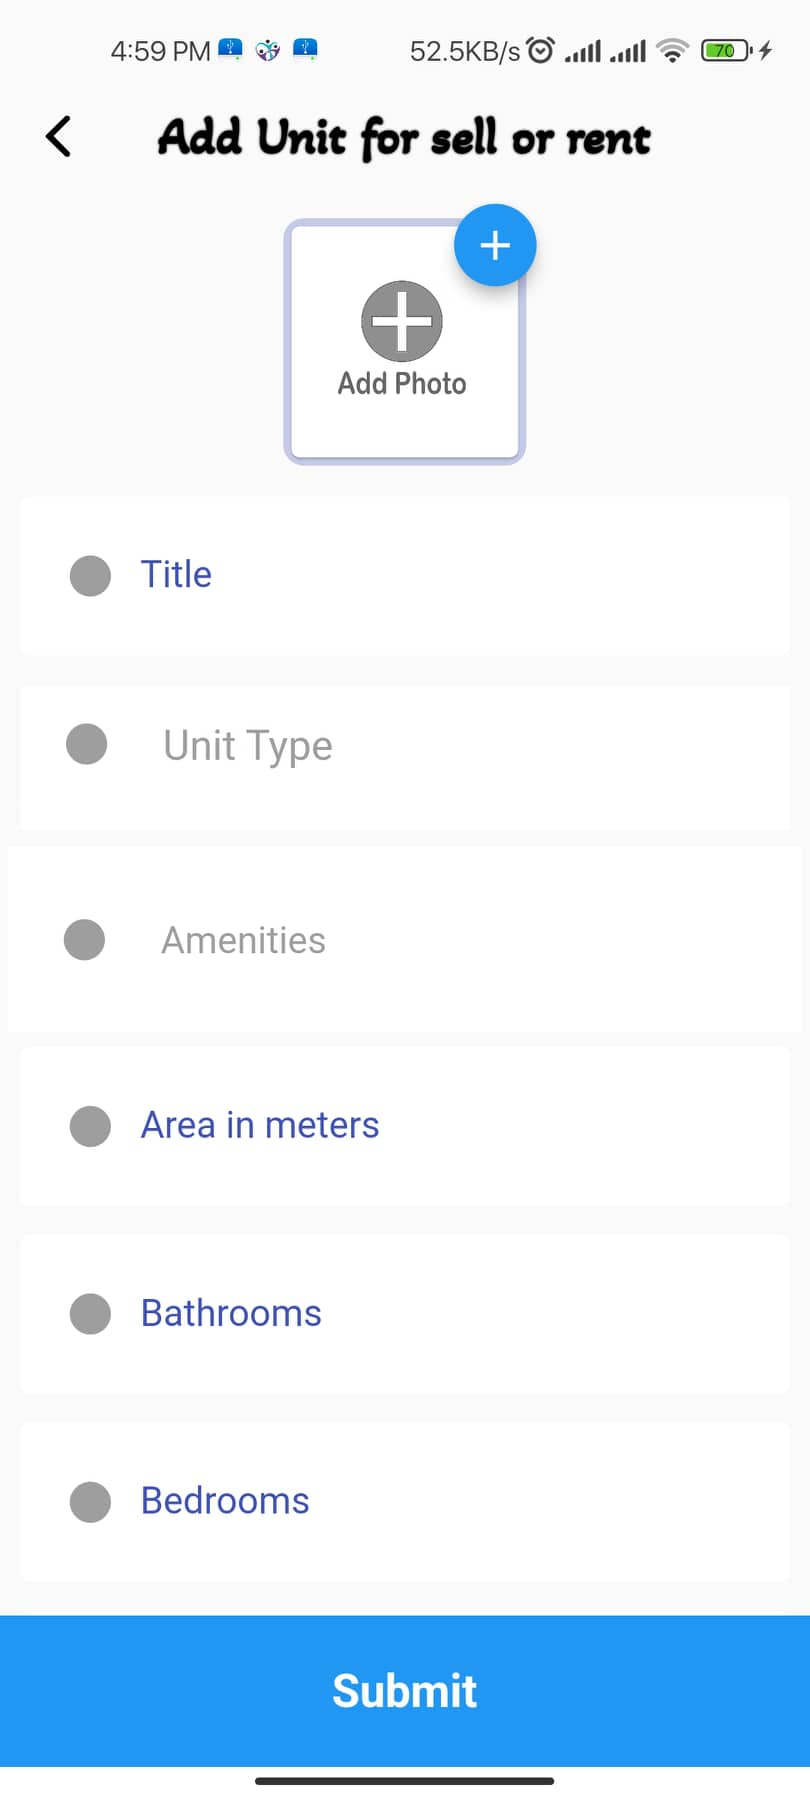 4:59 PM 52.5KB/s 70
Add Unit for sell or rent
Add Photo
Title
Unit Type
Amenities
Area in meters
Bathrooms
Bedrooms
Submit